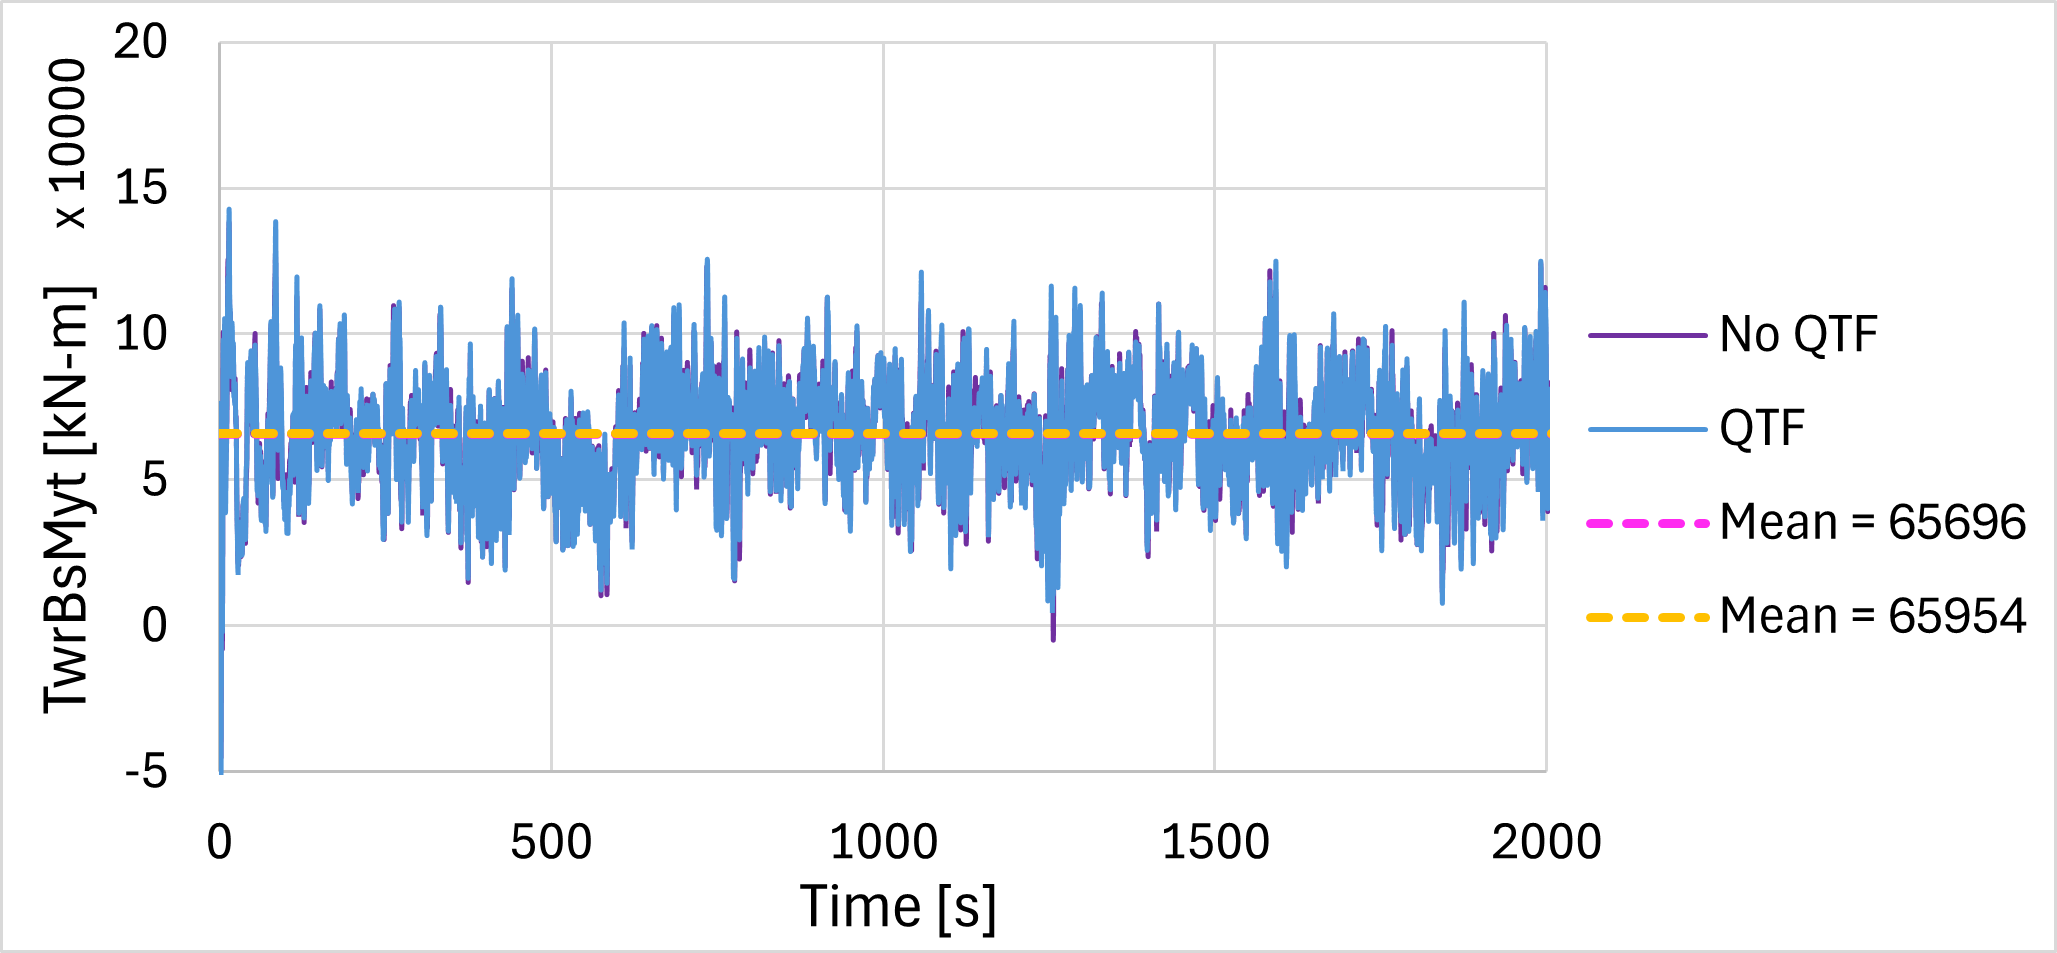 TwrBsMyt [kN-m] x 10000
20
15
10
5
0
-5
0 500 1000 1500 2000
Time [s]
No QTF
QTF
Mean = 65696
Mean = 65954